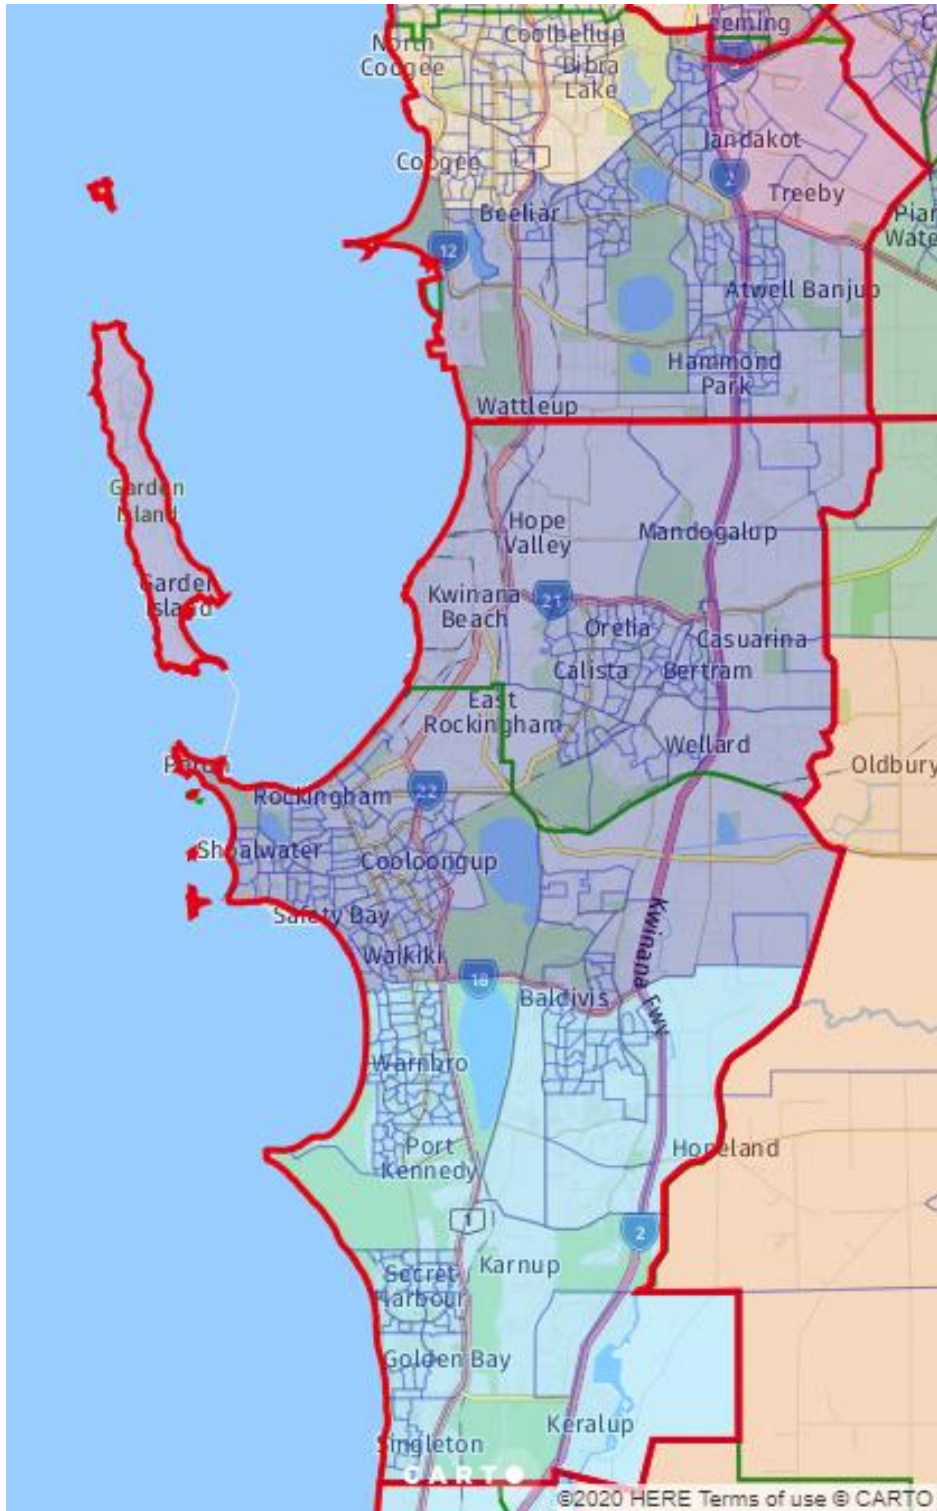 Leeming
North
Coogee
Coolbellup
Bibra
Lake
Jandakot
Coogee
1
2
Treeby
Beeliar
12
Atwell Banjup
Hammond
Park
Wattleup
Garden
Island
Hope
Valley
Mandogalup
Garden
Island
Kwinana
Beach
21
Orelia
Casuarina
Calista
Bertram
East
Rockingham
Wellard
Peron
Oldbury
Rockingham
22
Shoalwater
Cooloongup
Safety Bay
Kwinana Fwy
Waikiki
18
Baldivis
Warnbro
Port
Kennedy
Hopeland
1
2
Karnup
Secret
Harbour
Golden Bay
Keralup
Singleton
CARTO
©2020 HERE Terms of use © CARTO